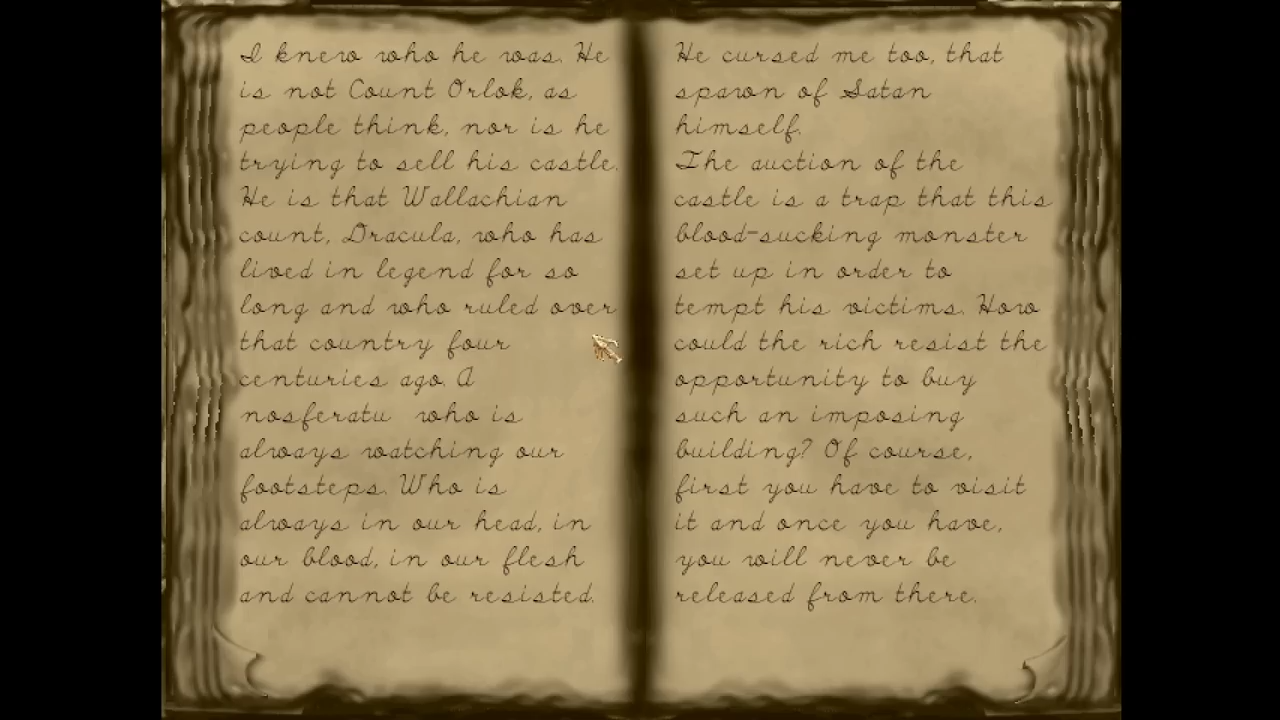 I knew who he was. He
is not Count Orlok, as
people think, nor is he
trying to sell his castle.
He is that Wallachian
count, Dracula, who has
lived in legend for so
long and who ruled over
that country four
centuries ago. A
nosferatu who is
always watching our
footsteps. Who is
always in our head, in
our blood, in our flesh
and cannot be resisted.
He cursed me too, that
spawn of Satan
himself.
The auction of the
castle is a trap that this
blood-sucking monster
set up in order to
tempt his victims. How
could the rich resist the
opportunity to buy
such an imposing
building? Of course,
first you have to visit
it and once you have,
you will never be
released from there.